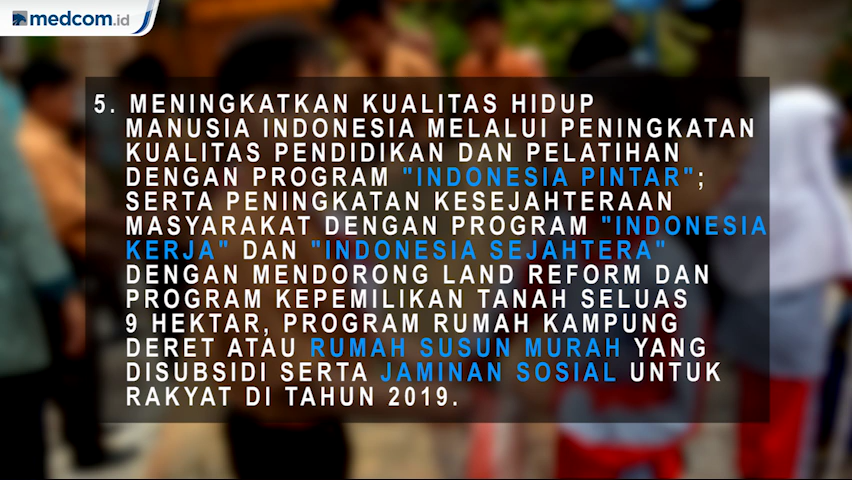 medcom.id
5. MENINGKATKAN KUALITAS HIDUP
MANUSIA INDONESIA MELALUI PENINGKATAN
KUALITAS PENDIDIKAN DAN PELATIHAN
DENGAN PROGRAM "INDONESIA PINTAR";
SERTA PENINGKATAN KESEJAHTERAAN
MASYARAKAT DENGAN PROGRAM "INDONESIA
KERJA" DAN "INDONESIA SEJAHTERA"
DENGAN MENDORONG LAND REFORM DAN
PROGRAM KEPEMILIKAN TANAH SELUAS
9 HEKTAR, PROGRAM RUMAH KAMPUNG
DERET ATAU RUMAH SUSUN MURAH YANG
DISUBSIDI SERTA JAMINAN SOSIAL UNTUK
RAKYAT DI TAHUN 2019.